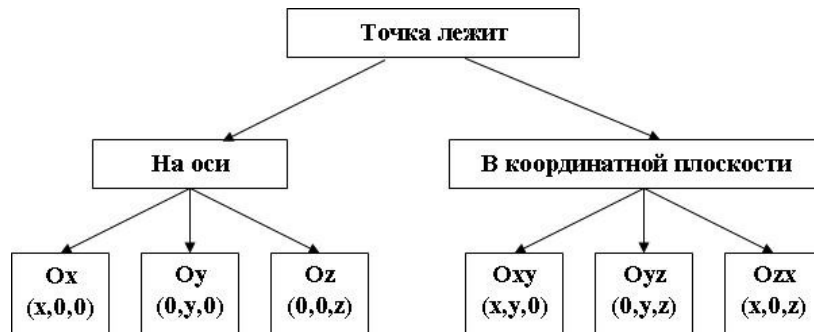 Точка лежит
На оси
В координатной плоскости
Ox
(x,0,0)
Oy
(0,y,0)
Oz
(0,0,z)
Oxy
(x,y,0)
Oyz
(0,y,z)
Ozx
(x,0,z)